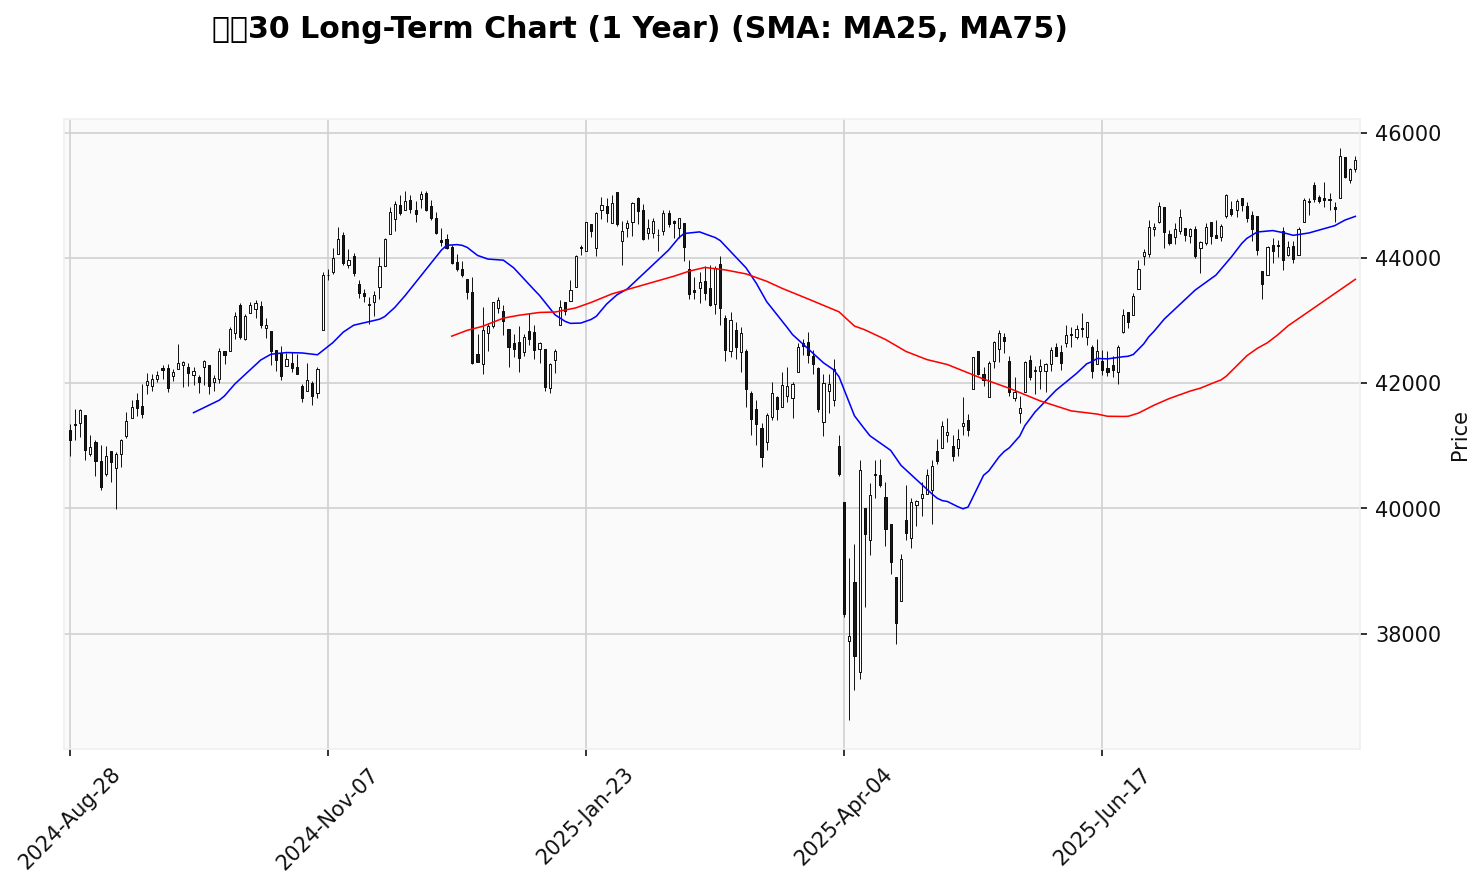 30 Long-Term Chart (1 Year) (SMA: MA25, MA75)
46000
44000
42000
40000
38000
Price
2024-Aug-28
2024-Nov-07
2025-Jan-23
2025-Apr-04
2025-Jun-17